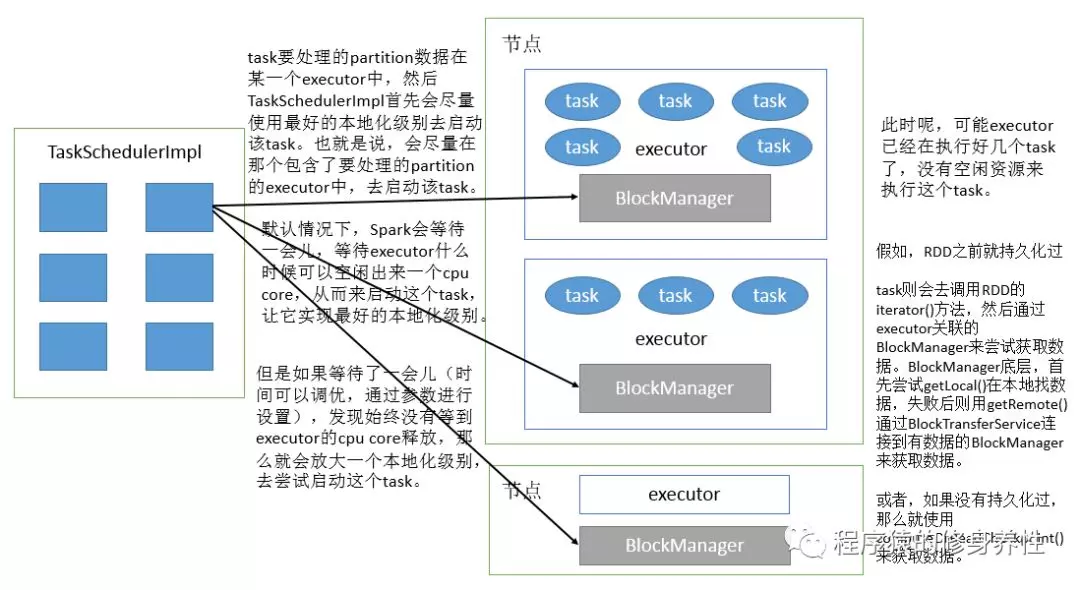 TaskSchedulerImpl
task要处理的partition数据在
某一个executor中，然后
TaskSchedulerImpl首先会尽量
使用最好的本地化级别去启动
该task。也就是说，会尽量在
那个包含了要处理的partition
的executor中，去启动该task。
默认情况下，Spark会等待
一会儿，等待executor什么
时候可以空闲出来一个cpu
core，从而来启动这个task，
让它实现最好的本地化级别。
但是如果等待了一会儿（时
间可以调优，通过参数进行
设置），发现始终没有等到
executor的cpu core释放，那
么就会放大一个本地化级别，
去尝试启动这个task。
节点
task
task
task
task
executor
task
BlockManager
task
task
task
executor
BlockManager
节点
executor
BlockManager
此时呢，可能executor
已经在执行好几个task
了，没有空闲资源来
执行这个task。
假如，RDD之前就持久化过
task则会去调用RDD的
iterator()方法，然后通过
executor关联的
BlockManager来尝试获取数
据。BlockManager底层，首
先尝试getLocal()在本地找数
据，失败后则用getRemote()
通过BlockTransferService连
接到有数据的BlockManager
来获取数据。
或者，如果没有持久化过，
那么就使用
来获取数据。
程序猿的修身养性